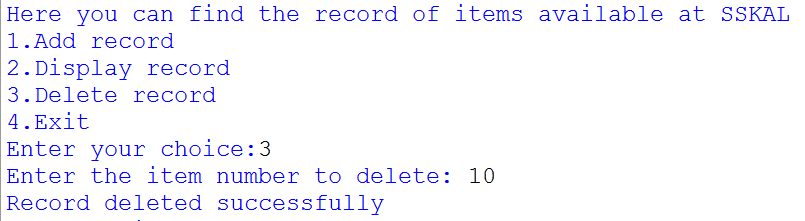 Here you can find the record of items available at SSKAL
1.Add record
2.Display record
3.Delete record
4.Exit
Enter your choice:3
Enter the item number to delete: 10
Record deleted successfully